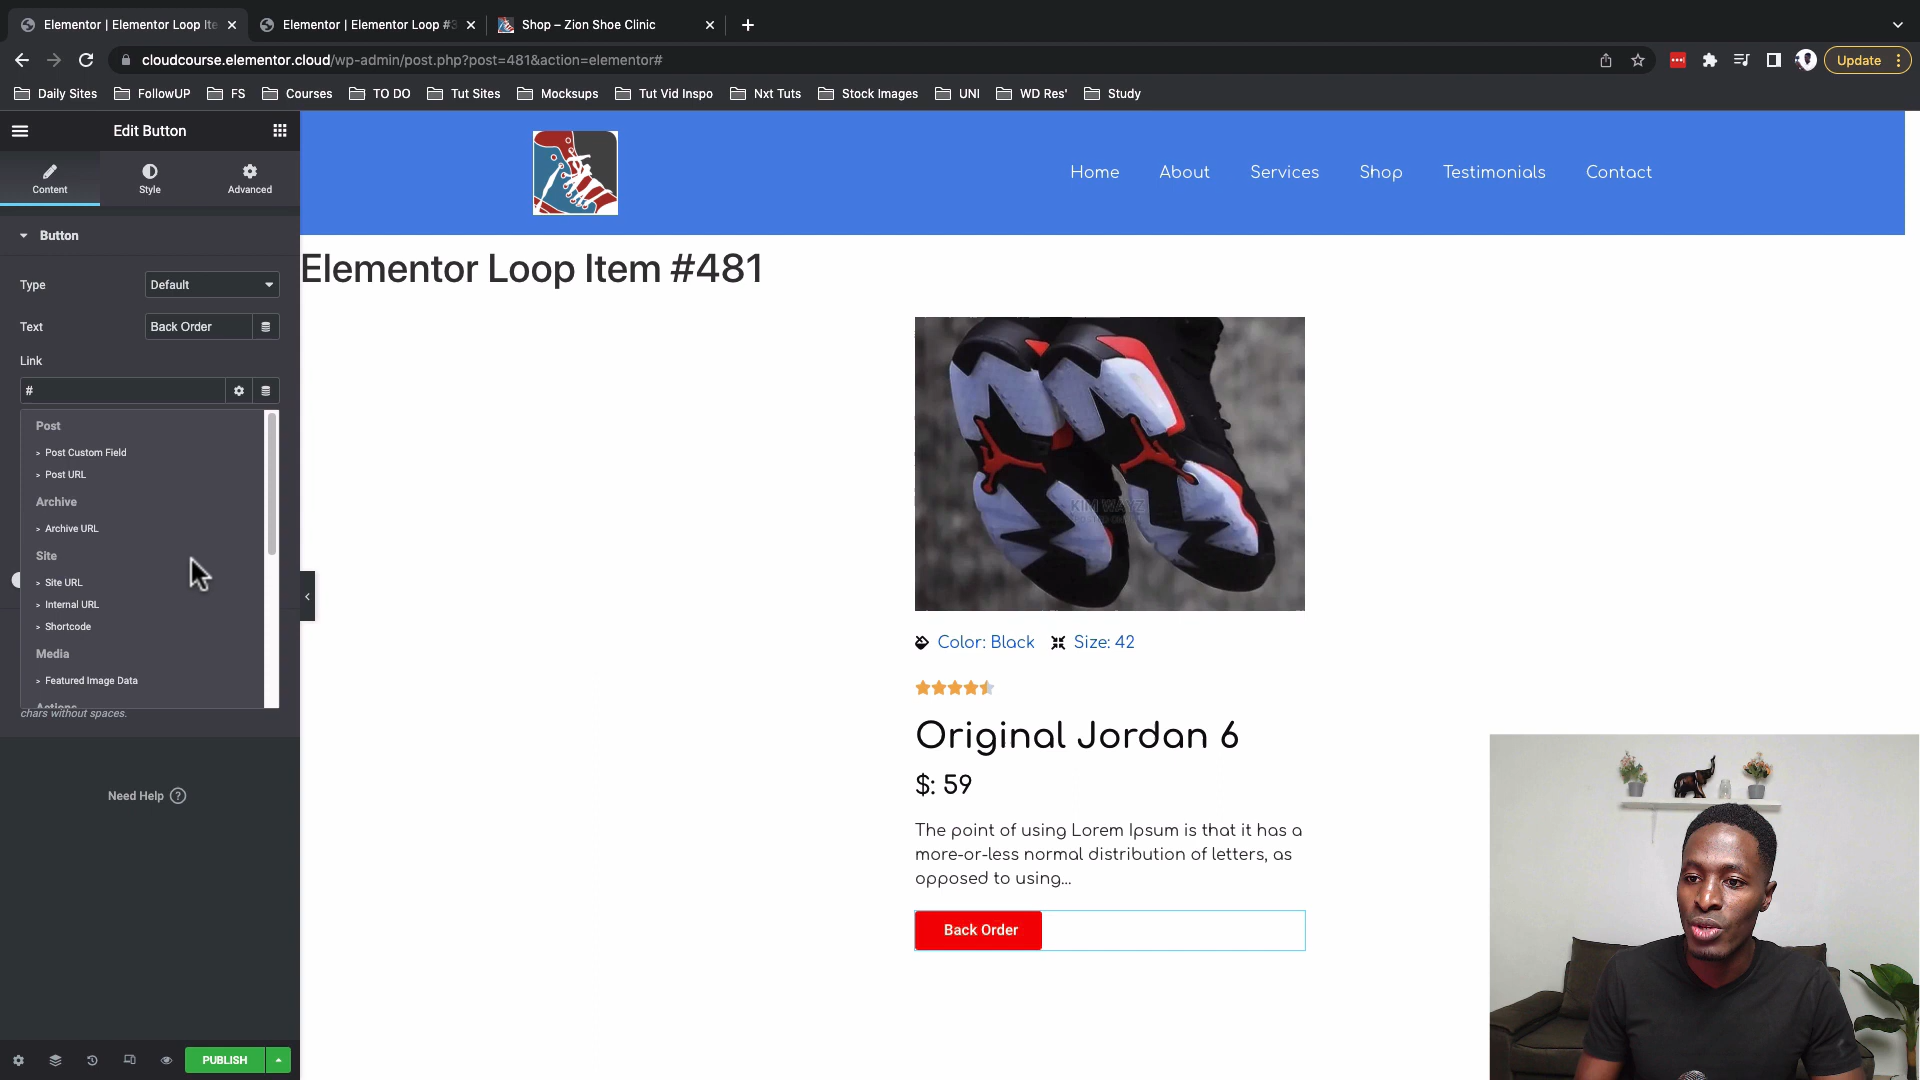 Elementor | Elementor Loop Ite
Elementor | Elementor Loop #3
Shop – Zion Shoe Clinic
cloudcourse.elementor.cloud/wp-admin/post.php?post=481&action=elementor#
Update
Daily Sites
FollowUP
FS
Courses
TO DO
Tut Sites
Mocksups
Tut Vid Inspo
Nxt Tuts
Stock Images
UNI
WD Res'
Study
Edit Button
Content
Style
Advanced
Button
Type
Default
Text
Back Order
Link
#
Post
> Post Custom Field
> Post URL
Archive
> Archive URL
Site
> Site URL
> Internal URL
> Shortcode
Media
> Featured Image Data
Actions
chars without spaces.
Need Help ?
PUBLISH
Home
About
Services
Shop
Testimonials
Contact
Elementor Loop Item #481
KIM WAYZ
Color: Black
Size: 42
Original Jordan 6
$: 59
The point of using Lorem Ipsum is that it has a
more-or-less normal distribution of letters, as
opposed to using...
Back Order